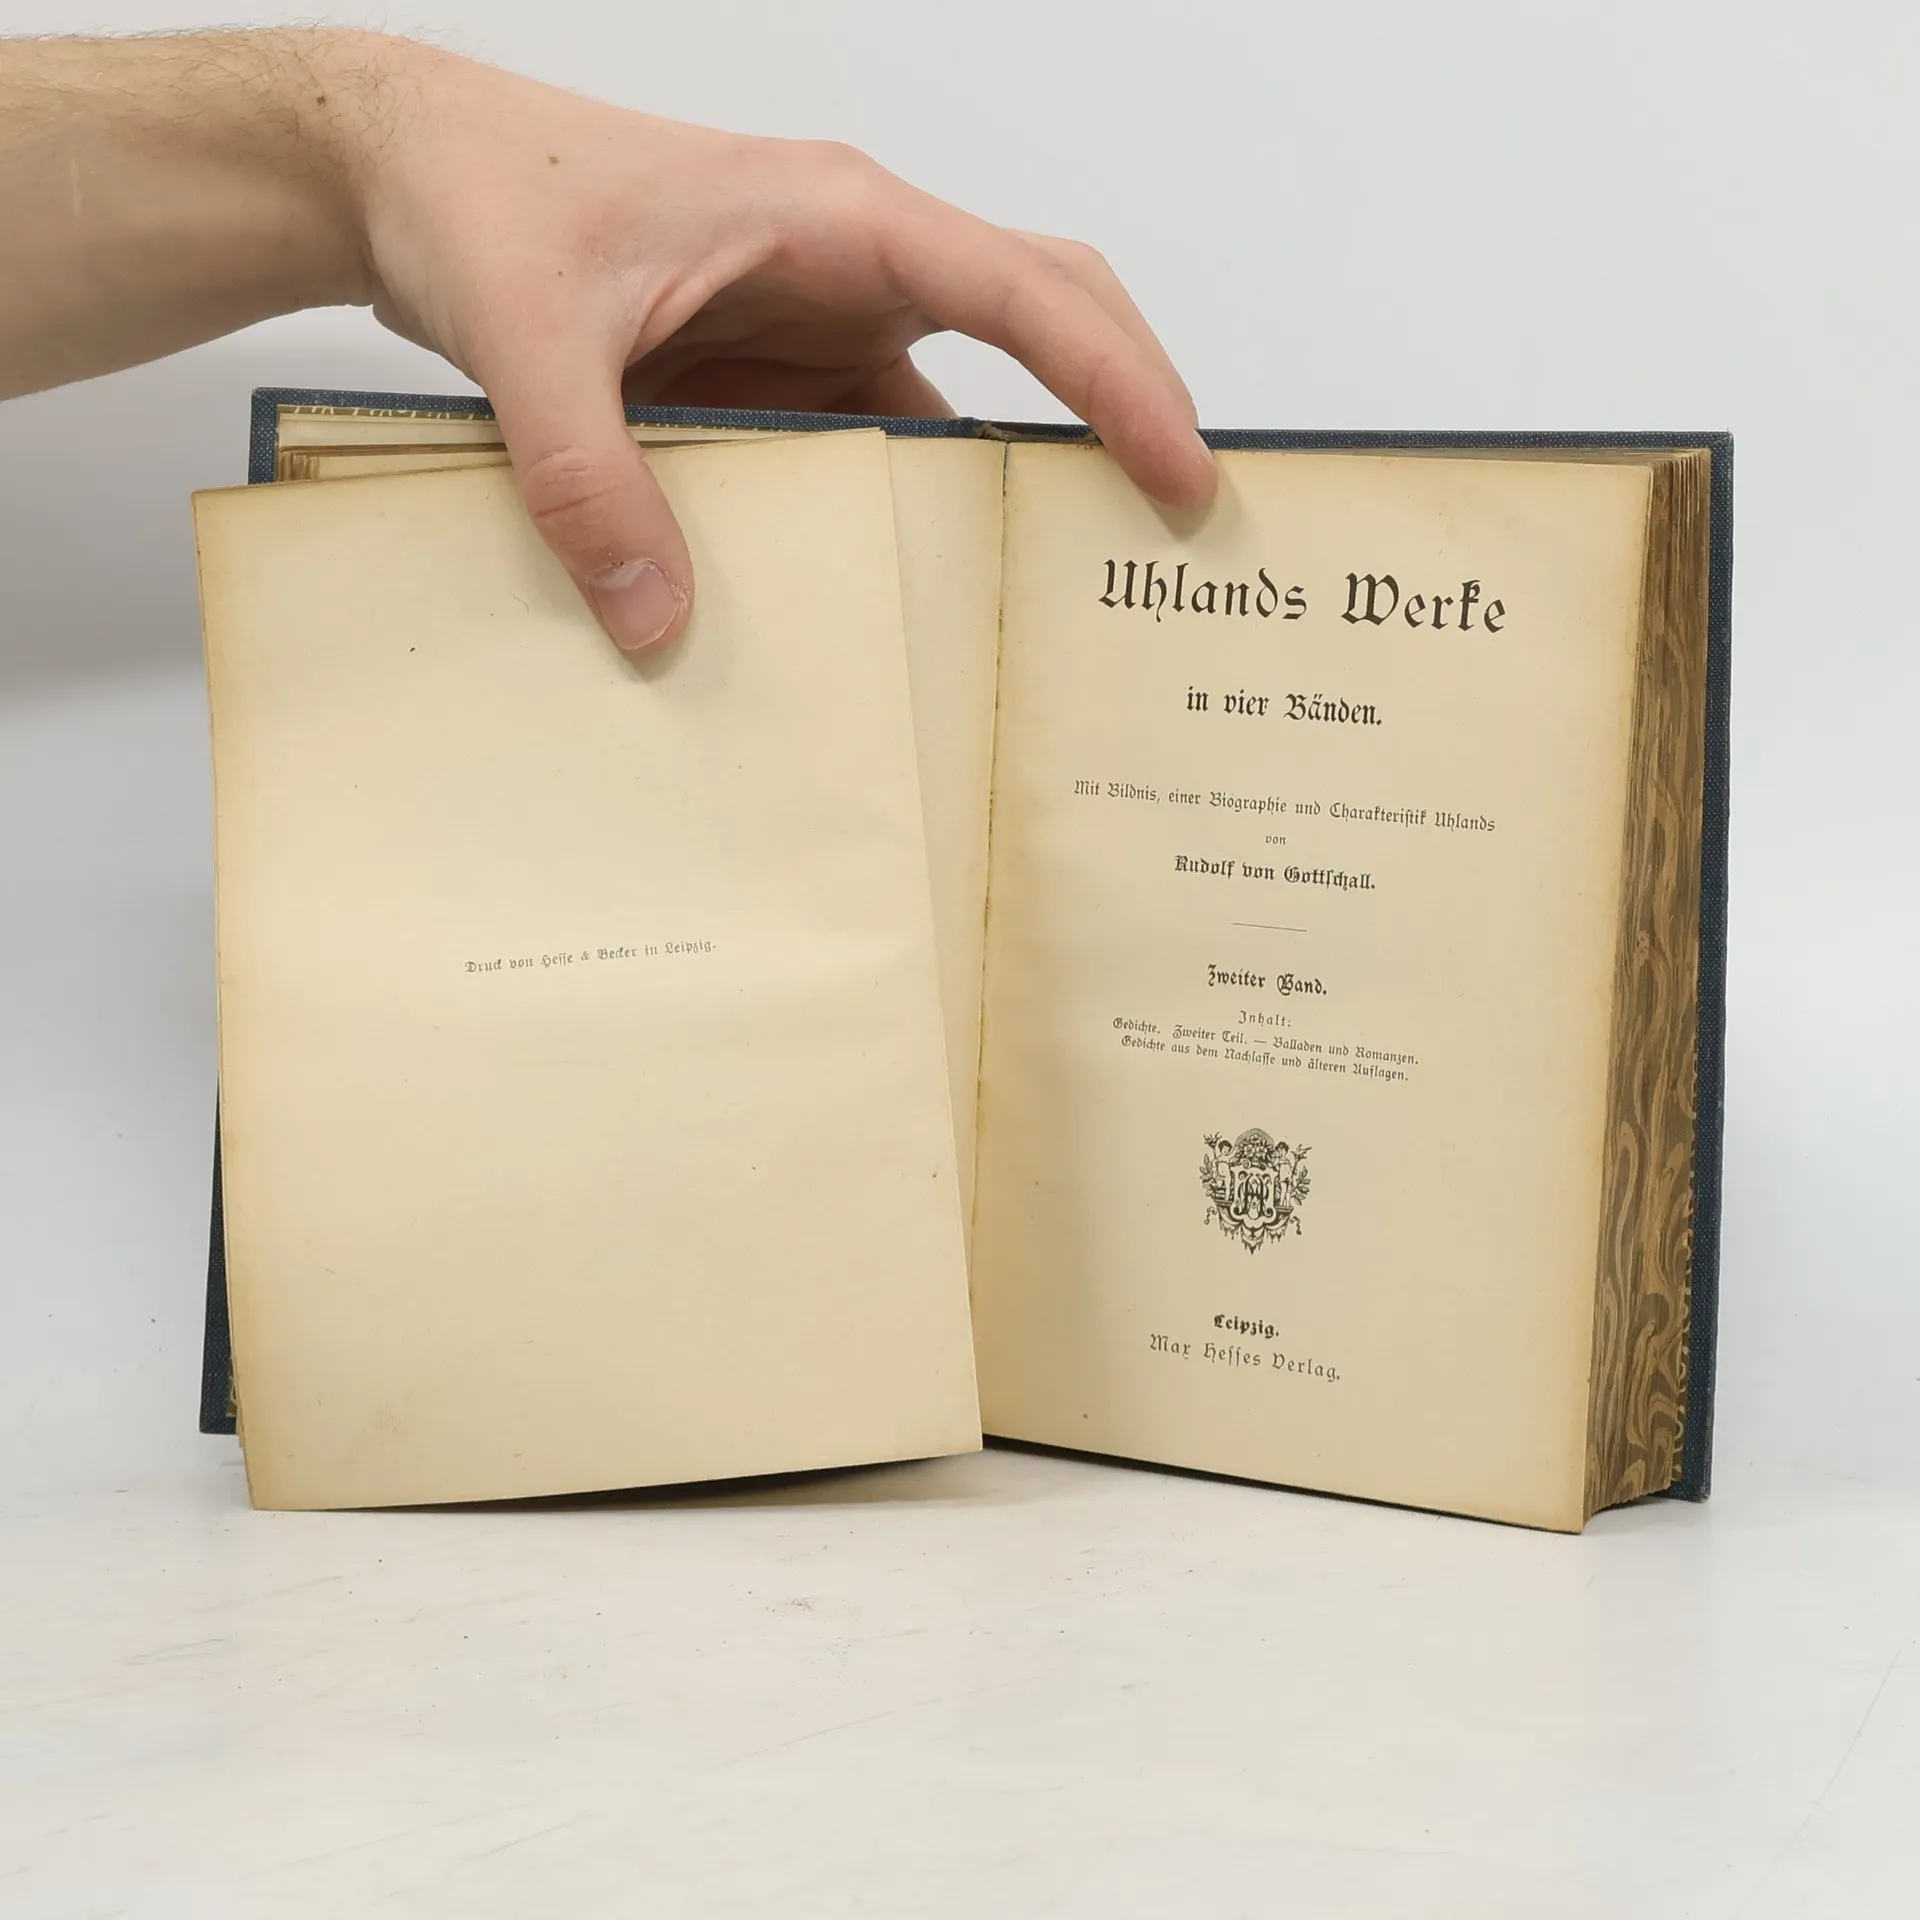 Druck von Hesse & Becker in Leipzig.
Uhlands Werke
in vier Bänden.
Mit Bildnis, einer Biographie und Charakteristik Uhlands
von
Rudolf von Gottschall.
Zweiter Band.
Inhalt:
Gedichte. Zweiter Teil. — Balladen und Romanzen.
Gedichte aus dem Nachlasse und älteren Auflagen.
Leipzig.
Max Hesses Verlag.